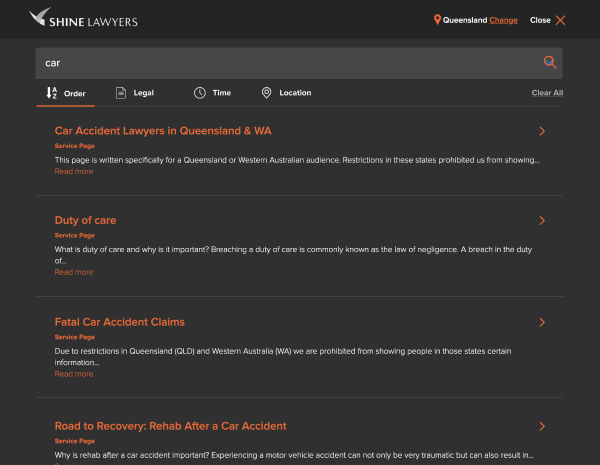 SHINE LAWYERS
Queensland Change
Close
car
Order
Legal
Time
Location
Clear All
Car Accident Lawyers in Queensland & WA
Service Page
This page is written specifically for a Queensland or Western Australian audience. Restrictions in these states prohibited us from showing...
Read more
Duty of care
Service Page
What is duty of care and why is it important? Breaching a duty of care is commonly known as the law of negligence. A breach in the duty
of...
Read more
Fatal Car Accident Claims
Service Page
Due to restrictions in Queensland (QLD) and Western Australia (WA) we are prohibited from showing people in those states certain
information...
Read more
Road to Recovery: Rehab After a Car Accident
Service Page
Why is rehab after a car accident important? Experiencing a motor vehicle accident can not only be very traumatic but can also result in...